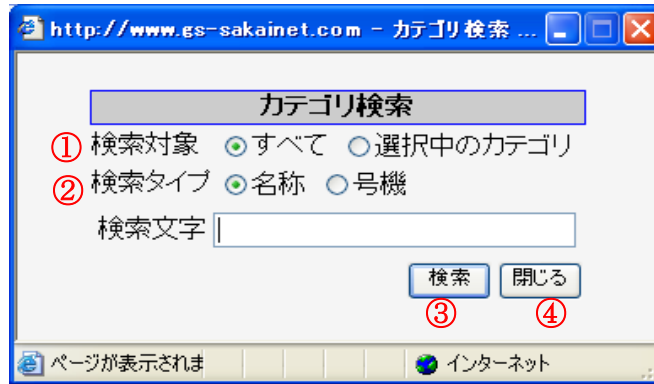 http://www.gs-sakainet.com - カテゴリ検索 ...
カテゴリ検索
① 検索対象 すべて 選択中のカテゴリ
② 検索タイプ 名称 号機
検索文字
検索 閉じる
③ ④
ページが表示されま インターネット